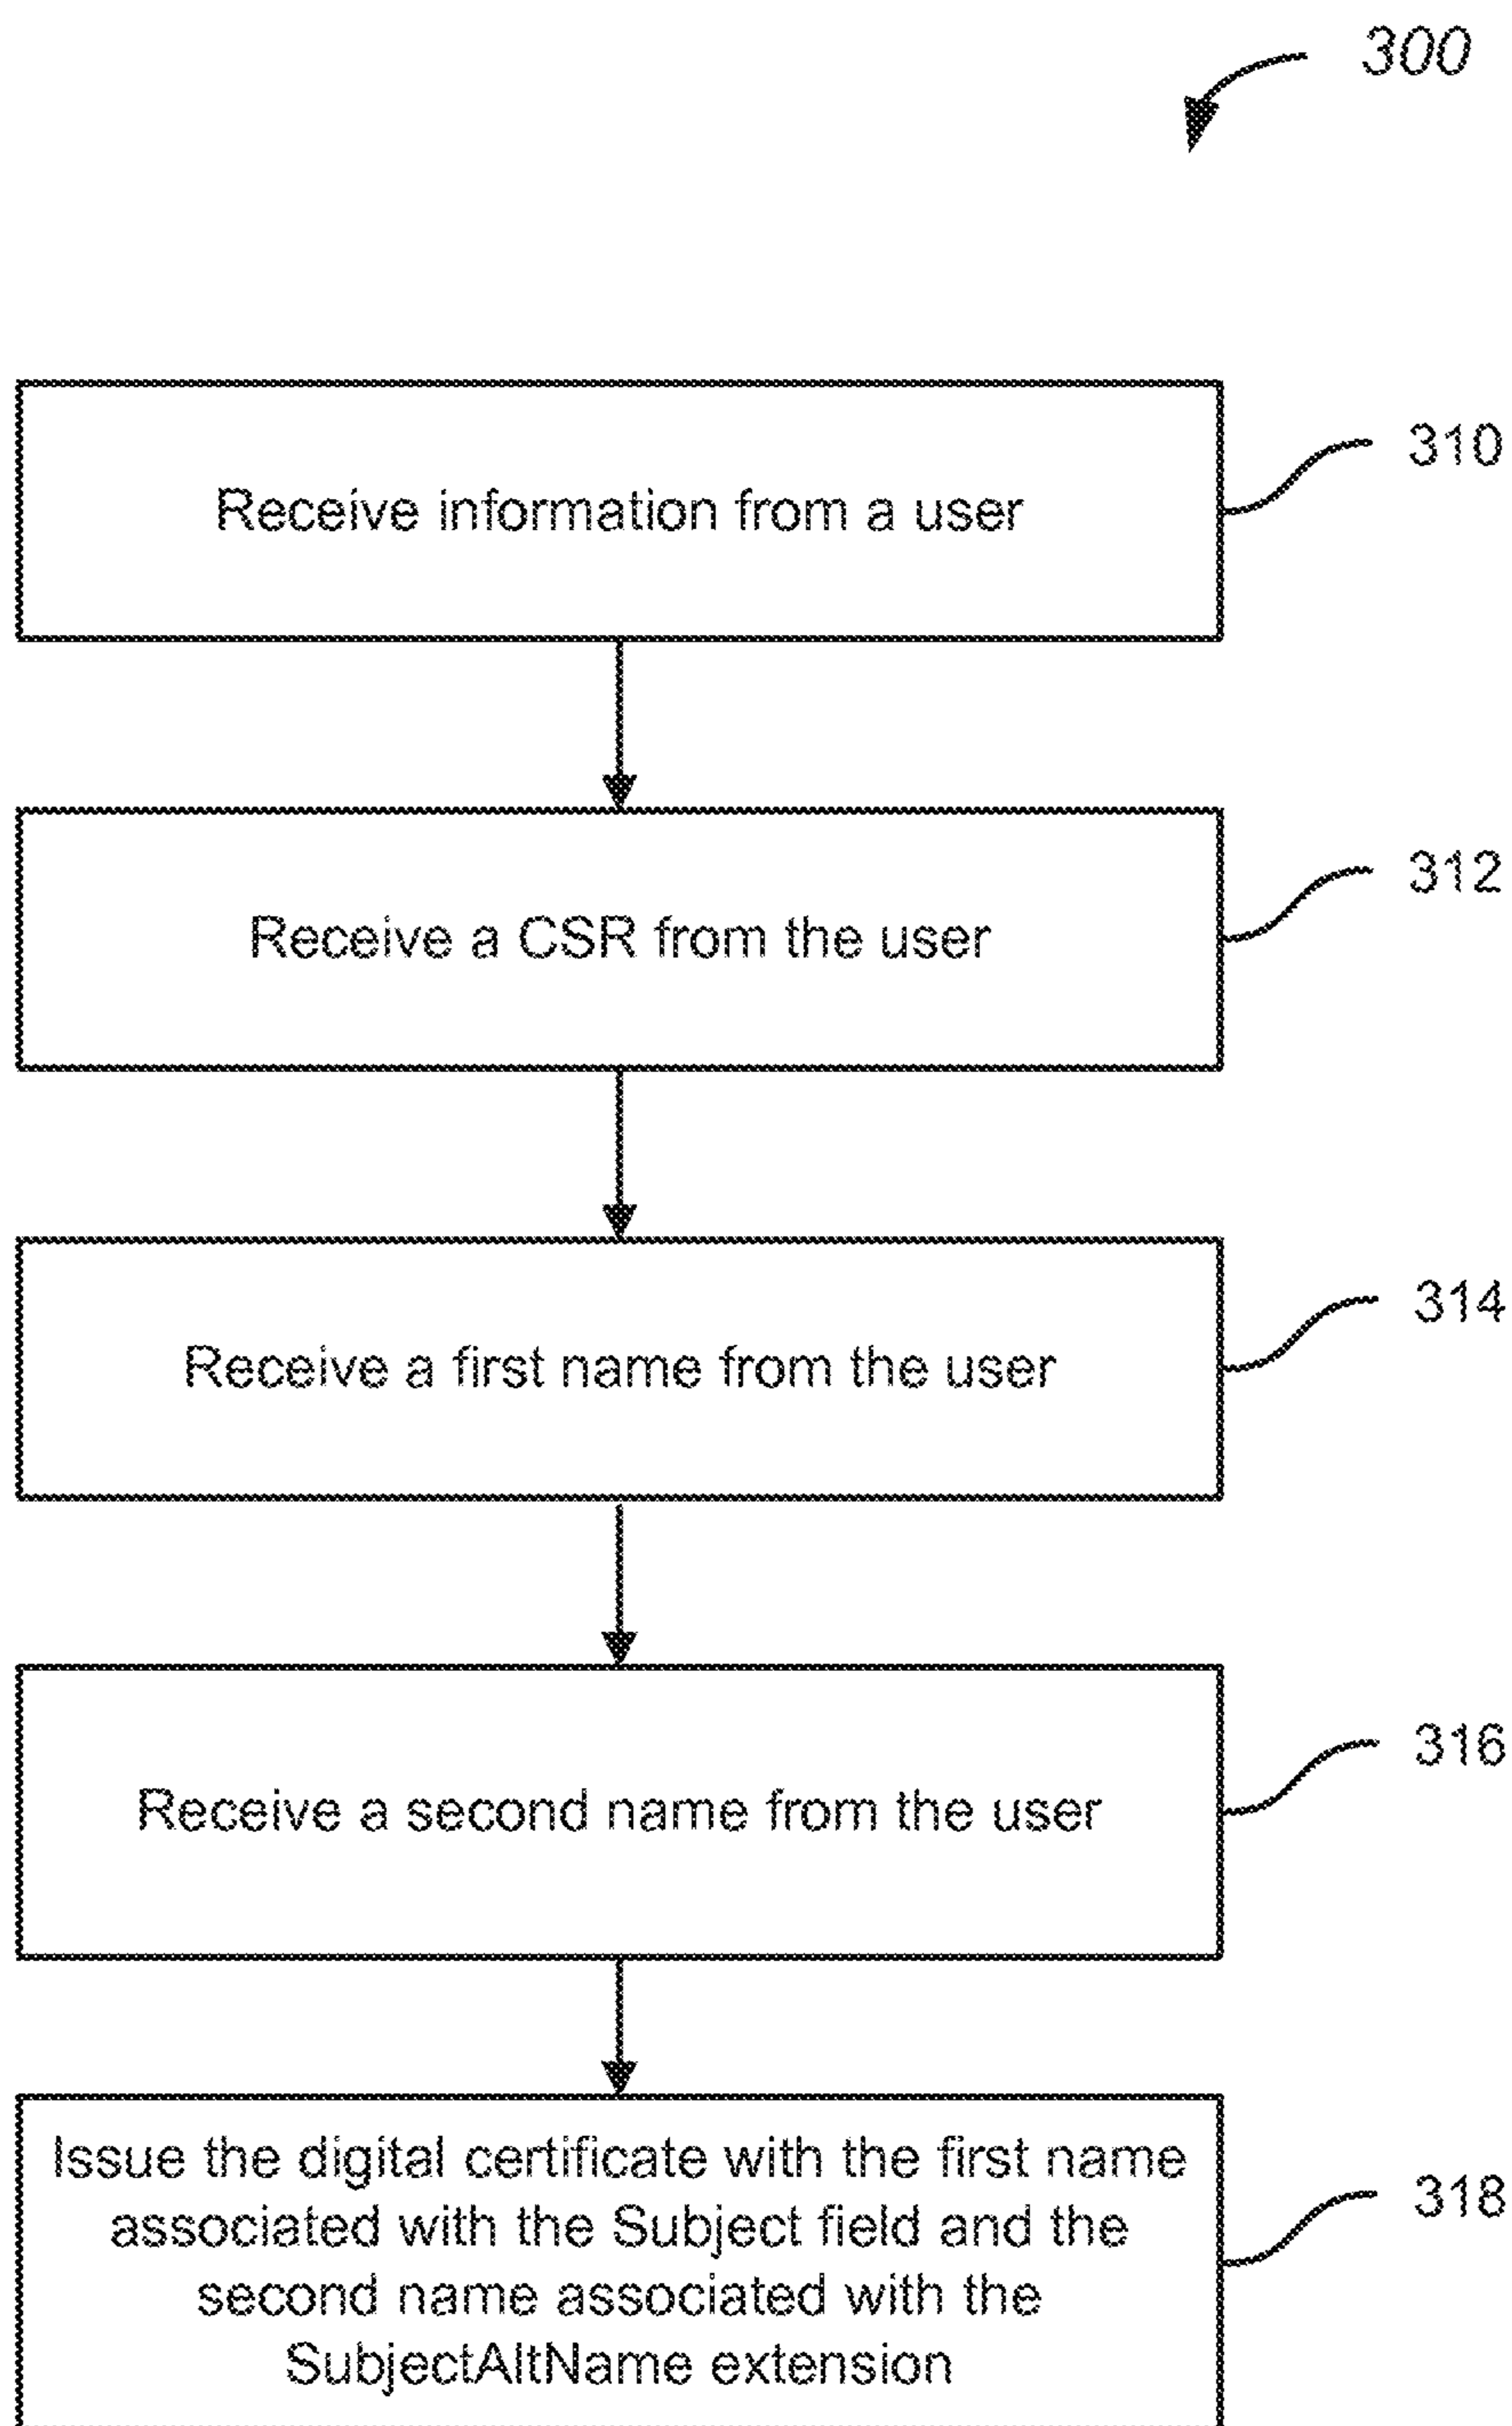 300
Receive information from a user
310
Receive a CSR from the user
312
Receive a first name from the user
314
Receive a second name from the user
316
Issue the digital certificate with the first name
associated with the Subject field and the
second name associated with the
SubjectAltName extension
318